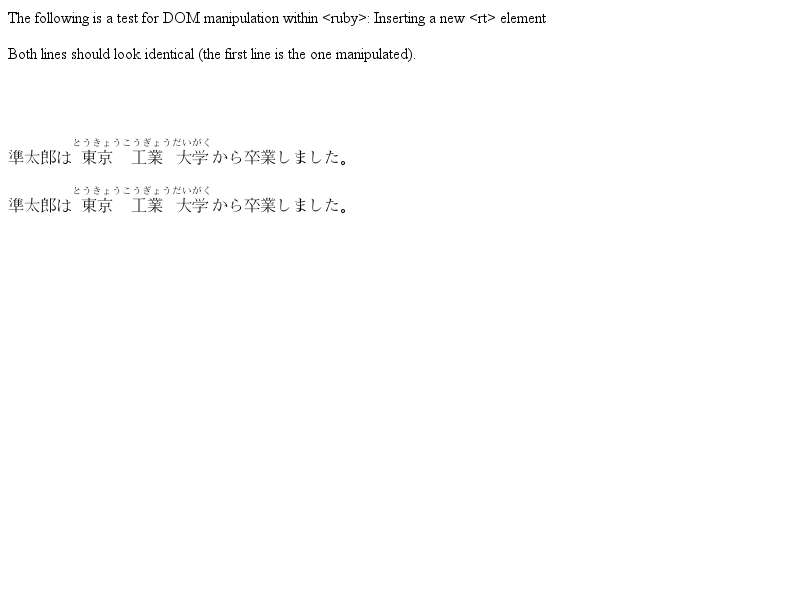 The following is a test for DOM manipulation within <ruby>: Inserting a new <rt> element
Both lines should look identical (the first line is the one manipulated).
とうきょうこうぎょうだいがく
準太郎は 東京 工業 大学 から卒業しました。
とうきょうこうぎょうだいがく
準太郎は 東京 工業 大学 から卒業しました。